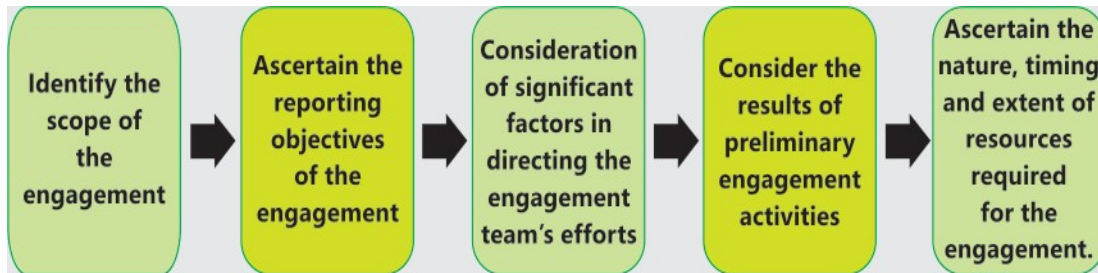 Identify the
scope of
the
engagement
Ascertain the
reporting
objectives
of the
engagement
Consideration
of significant
factors in
directing the
engagement
team's efforts
Consider the
results of
preliminary
engagement
activities
Ascertain the
nature, timing
and extent of
resources
required
for the
engagement.